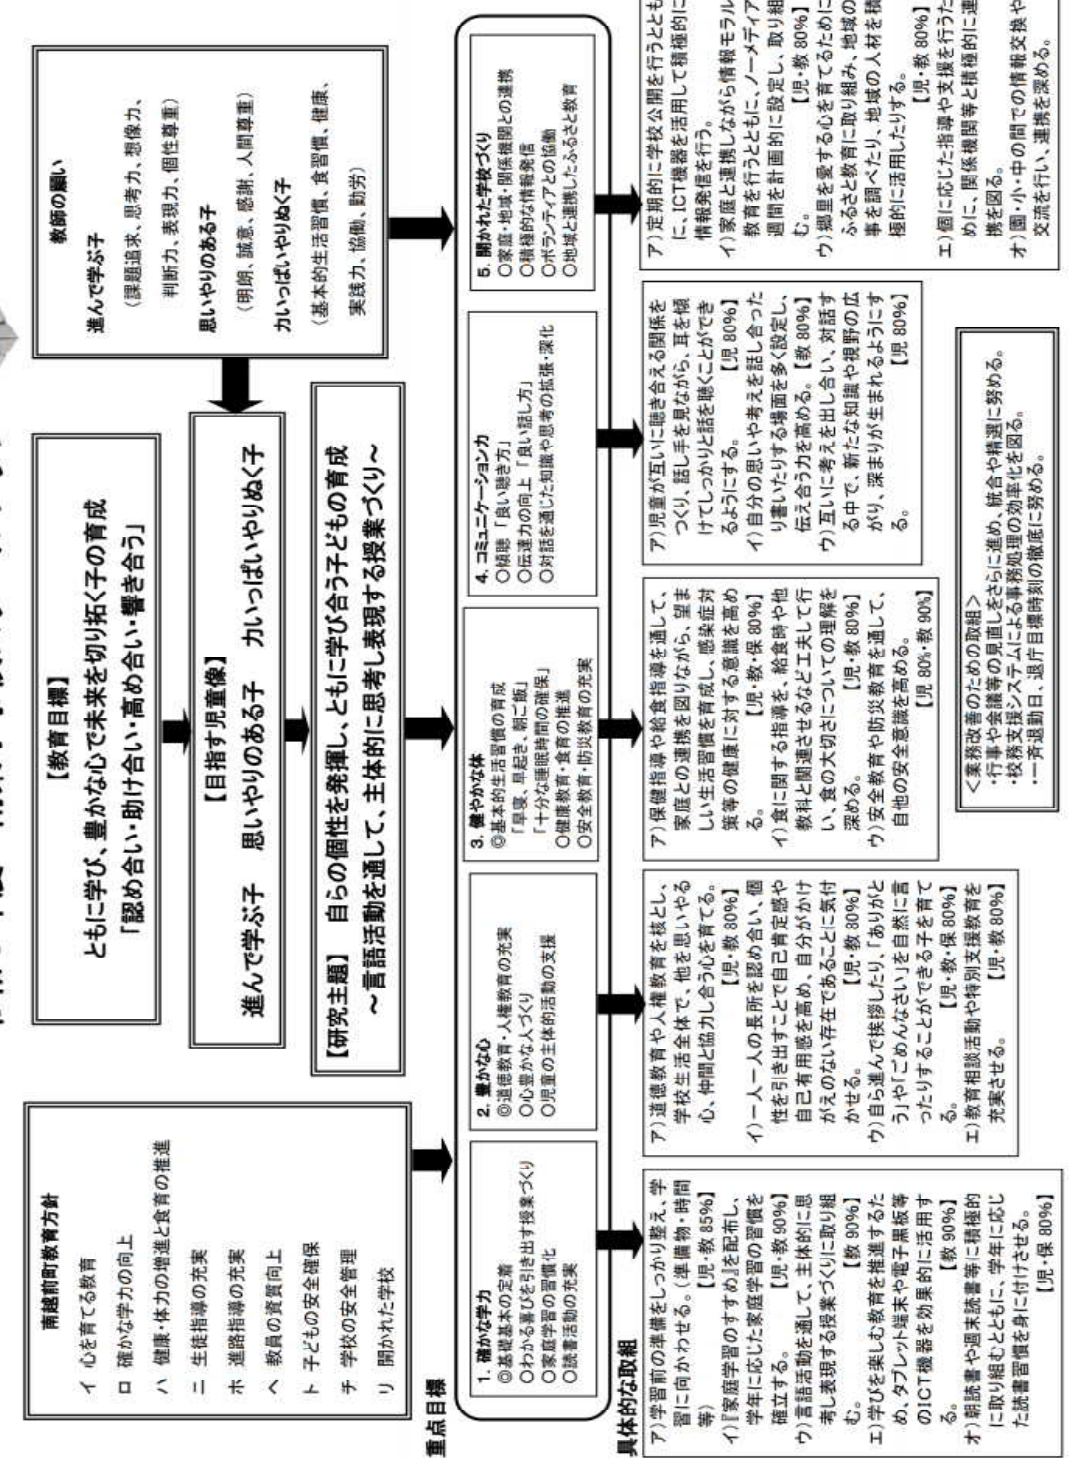 南越前町教育方針
イ　心を育てる教育
ロ　確かな学力の向上
ハ　健康・体力の増進と食育の推進
ニ　生徒指導の充実
ホ　進路指導の充実
ヘ　教員の資質向上
ト　子どもの安全確保
チ　学校の安全管理
リ　開かれた学校
【教育目標】
ともに学び、豊かな心で未来を切り拓く子の育成
「認め合い・助け合い・高め合い・響き合う」
【目指す児童像】
進んで学ぶ子　思いやりのある子　力いっぱいやりぬく子
【研究主題】　自らの個性を発揮し、ともに学び合う子どもの育成
～言語活動を通して、主体的に思考し表現する授業づくり～
教師の願い
進んで学ぶ子
（課題追求、思考力、想像力、
判断力、表現力、個性尊重）
思いやりのある子
（明朗、誠意、感謝、人間尊重）
力いっぱいやりぬく子
（基本的生活習慣、食習慣、健康、
実践力、協働、勤労）
重点目標
1. 確かな学力
◎基礎基本の定着
○わかる喜びを引き出す授業づくり
○家庭学習の習慣化
○読書活動の充実
2. 豊かな心
◎道徳教育・人権教育の充実
○心豊かな人づくり
○児童の主体的活動の支援
3. 健やかな体
◎基本的生活習慣の育成
「早寝、早起き、朝ご飯」
「十分な睡眠時間の確保」
○健康教育・食育の推進
○安全教育・防災教育の充実
4. コミュニケーション力
○傾聴「良い聴き方」
○伝達力の向上「良い話し方」
○対話を通じた知識や思考の拡張・深化
5. 開かれた学校づくり
○家庭・地域・関係機関との連携
○積極的な情報発信
○ボランティアとの協働
○地域と連携したふるさと教育
具体的な取組
ア）学習前の準備をしっかり整え、学
習に向かわせる。（準備物・時間
等）　【児・教 85％】
イ）『家庭学習のすすめ』を配布し、
学年に応じた家庭学習の習慣を
確立する。　【児・教 90％】
ウ）言語活動を通して、主体的に思
考し表現する授業づくりに取り組
む。　【教 90％】
エ）学びを楽しむ教育を推進するた
め、タブレット端末や電子黒板等
のICT機器を効果的に活用す
る。　【教 90％】
オ）朝読書や週末読書等に積極的
に取り組むとともに、学年に応じ
た読書習慣を身に付けさせる。
【児・保 80％】
ア）道徳教育や人権教育を核とし、
学校生活全体で、他を思いやる
心、仲間と協力し合う心を育てる。
【児・教 80％】
イ）一人一人の長所を認め合い、個
性を引き出すことで自己肯定感や
自己有用感を高め、自分がかけ
がえのない存在であることに気付
かせる。　【児・教 80％】
ウ）自ら進んで挨拶したり、「ありがと
う」や「ごめんなさい」を自然に言
ったりすることができる子を育て
る。　【児・教・保 80％】
エ）教育相談活動や特別支援教育を
充実させる。　【児・教 80％】
ア）保健指導や給食指導を通して、
家庭との連携を図りながら、望ま
しい生活習慣を育成し、感染症対
策等の健康に対する意識を高め
る。　【児・教・保 80％】
イ）食に関する指導を、給食時や他
教科と関連させるなど工夫して行
い、食の大切さについての理解を
深める。　【児・教 80％】
ウ）安全教育や防災教育を通して、
自他の安全意識を高める。
【児 80％・教 90％】
ア）児童が互いに聴き合える関係を
つくり、話し手を見ながら、耳を傾
けてしっかりと話を聴くことができ
るようにする。　【児 80％】
イ）自分の思いや考えを話し合った
り書いたりする場面を多く設定し、
伝え合う力を高める。【教 80％】
ウ）互いに考えを出し合い、対話す
る中で、新たな知識や視野の広
がり、深まりが生まれるようにす
る。　【児 80％】
ア）定期的に学校公開を行うととも
に、ICT機器を活用して積極的に
情報発信を行う。
イ）家庭と連携しながら情報モラル
教育を行うとともに、ノーメディア
週間を計画的に設定し、取り組
む。　【児・教 80％】
ウ）郷里を愛する心を育てるために
ふるさと教育に取り組み、地域の
事を調べたり、地域の人材を積
極的に活用したりする。
【児・教 80％】
エ）個に応じた指導や支援を行うた
めに、関係機関等と積極的に連
携を図る。
オ）園・小・中の間での情報交換や
交流を行い、連携を深める。
＜業務改善のための取組＞
・行事や会議等の見直しをさらに進め、統合や精選に努める。
・校務支援システムによる事務処理の効率化を図る。
・一斉退勤日、退庁目標時刻の徹底に努める。